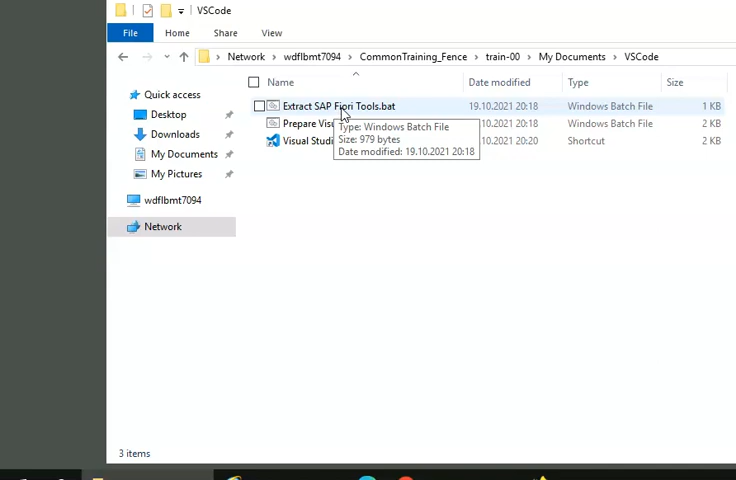 VSCode
File Home Share View
Network > wdflbmt7094 > CommonTraining_Fence > train-00 > My Documents > VSCode
Name Date modified Type Size
Quick access
Desktop
Downloads
My Documents
My Pictures
wdflbmt7094
Network
Extract SAP Fiori Tools.bat 19.10.2021 20:18 Windows Batch File 1 KB
Prepare 19.10.2021 20:18 Windows Batch File 2 KB
Visual .10.2021 20:20 Shortcut 2 KB
Type: Windows Batch File
Size: 979 bytes
Date modified: 19.10.2021 20:18
3 items